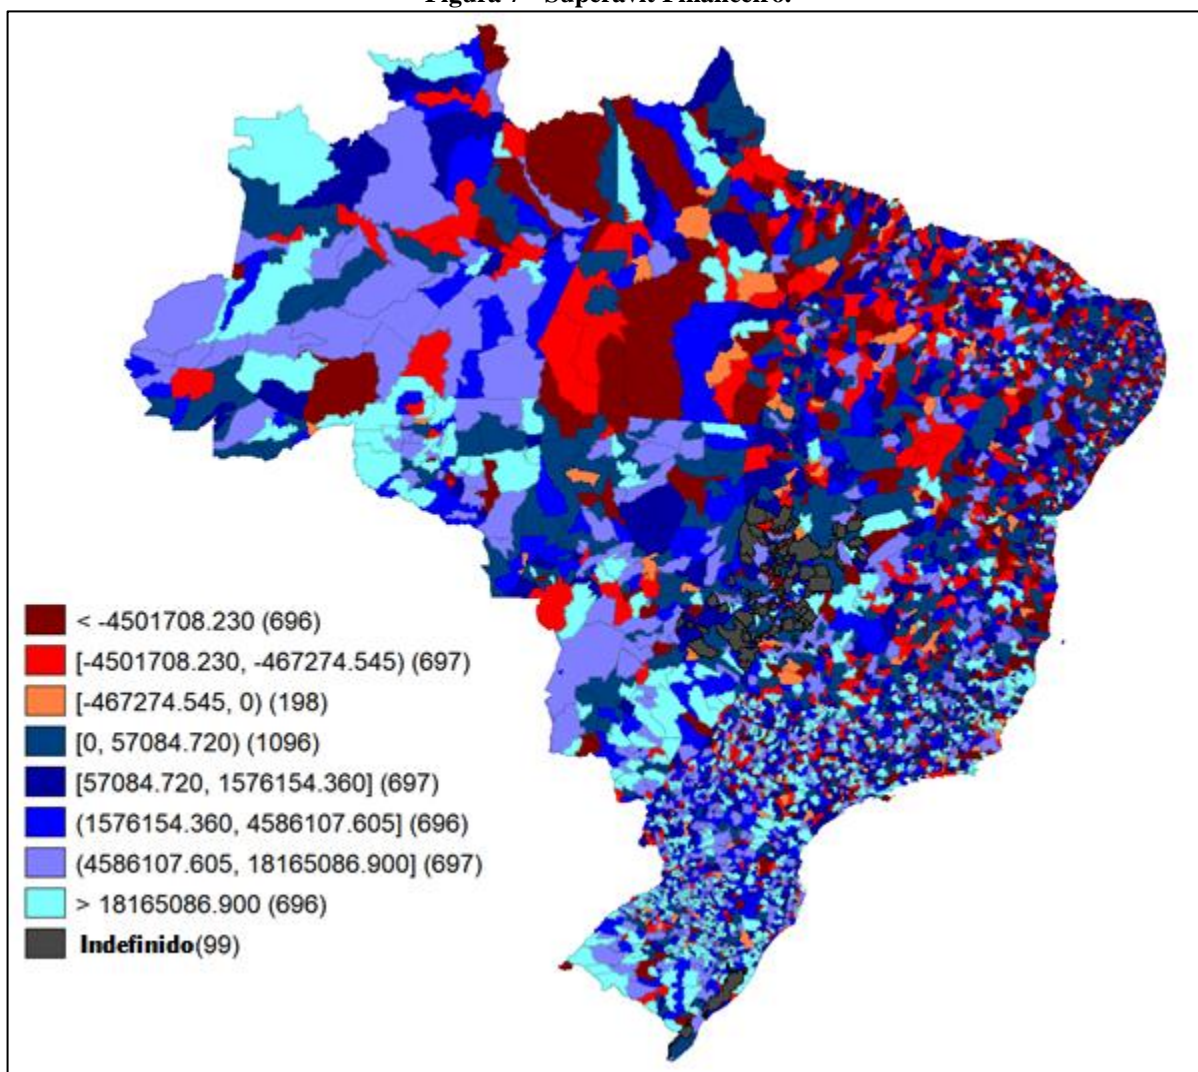 Figura 7 - Superávit Financeiro.
< -4501708.230 (696)
[-4501708.230, -467274.545) (697)
[-467274.545, 0) (198)
[0, 57084.720) (1096)
[57084.720, 1576154.360] (697)
(1576154.360, 4586107.605] (696)
(4586107.605, 18165086.900] (697)
> 18165086.900 (696)
Indefinido(99)